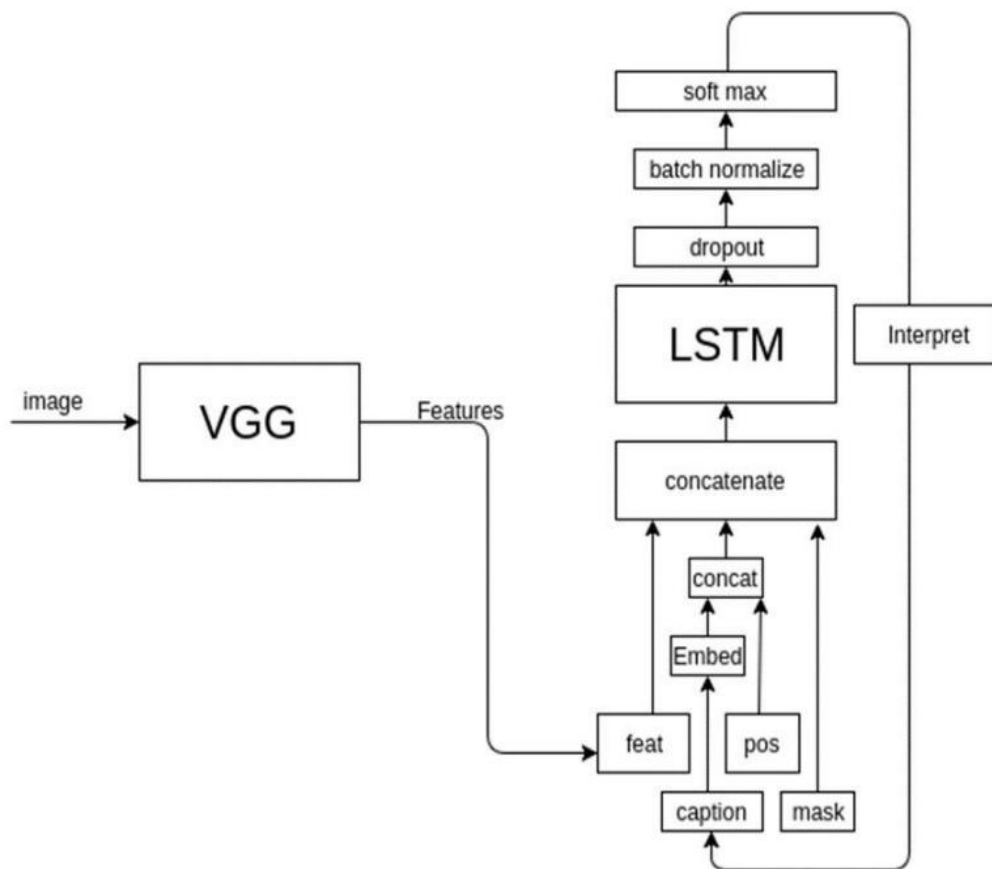 soft max
batch normalize
dropout
LSTM
Interpret
image
VGG
Features
concatenate
concat
Embed
feat
pos
caption
mask